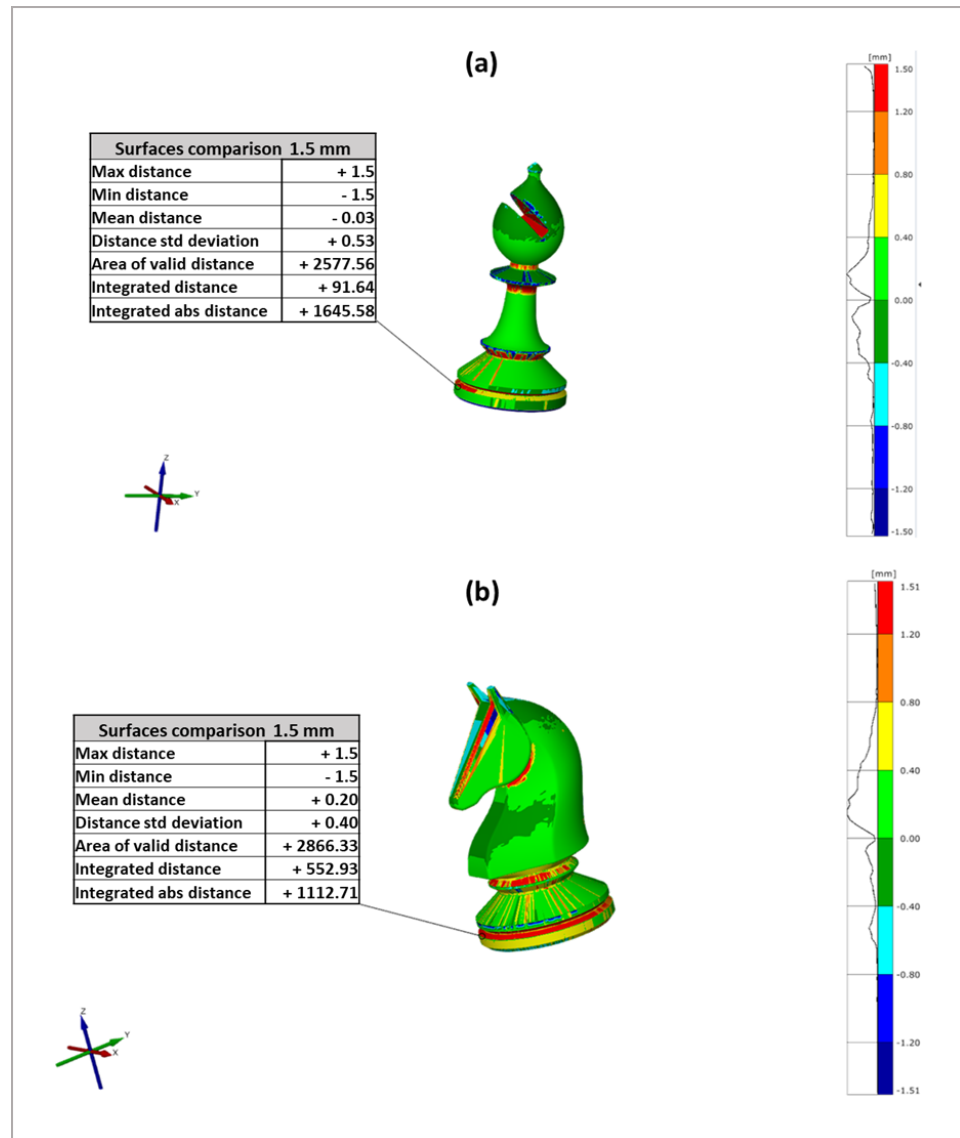 (a)
[mm]
1.50
1.20
0.80
0.40
0.00
-0.40
-0.80
-1.20
-1.50
Surfaces comparison 1.5 mm
Max distance + 1.5
Min distance - 1.5
Mean distance - 0.03
Distance std deviation + 0.53
Area of valid distance + 2577.56
Integrated distance + 91.64
Integrated abs distance + 1645.58
Z
Y
X
(b)
[mm]
1.51
1.20
0.80
0.40
0.00
-0.40
-0.80
-1.20
-1.51
Surfaces comparison 1.5 mm
Max distance + 1.5
Min distance - 1.5
Mean distance + 0.20
Distance std deviation + 0.40
Area of valid distance + 2866.33
Integrated distance + 552.93
Integrated abs distance + 1112.71
Z
Y
X